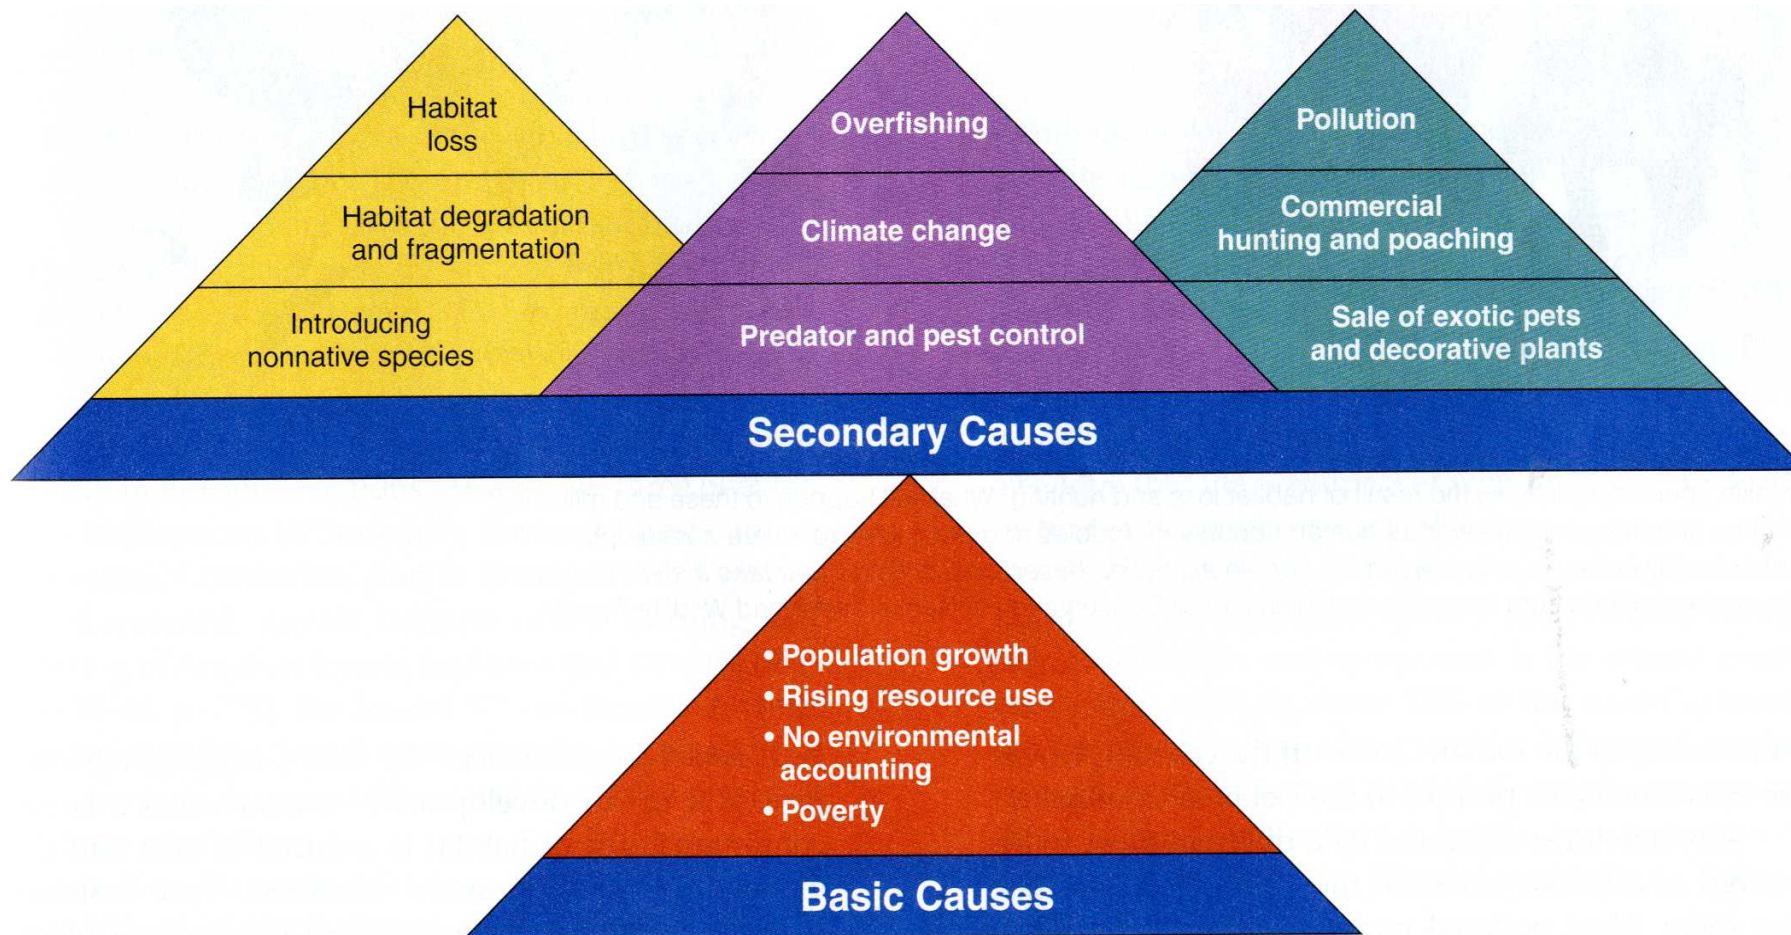 Habitat
loss
Habitat degradation
and fragmentation
Introducing
nonnative species
Overfishing
Climate change
Predator and pest control
Pollution
Commercial
hunting and poaching
Sale of exotic pets
and decorative plants
Secondary Causes
• Population growth
• Rising resource use
• No environmental
accounting
• Poverty
Basic Causes